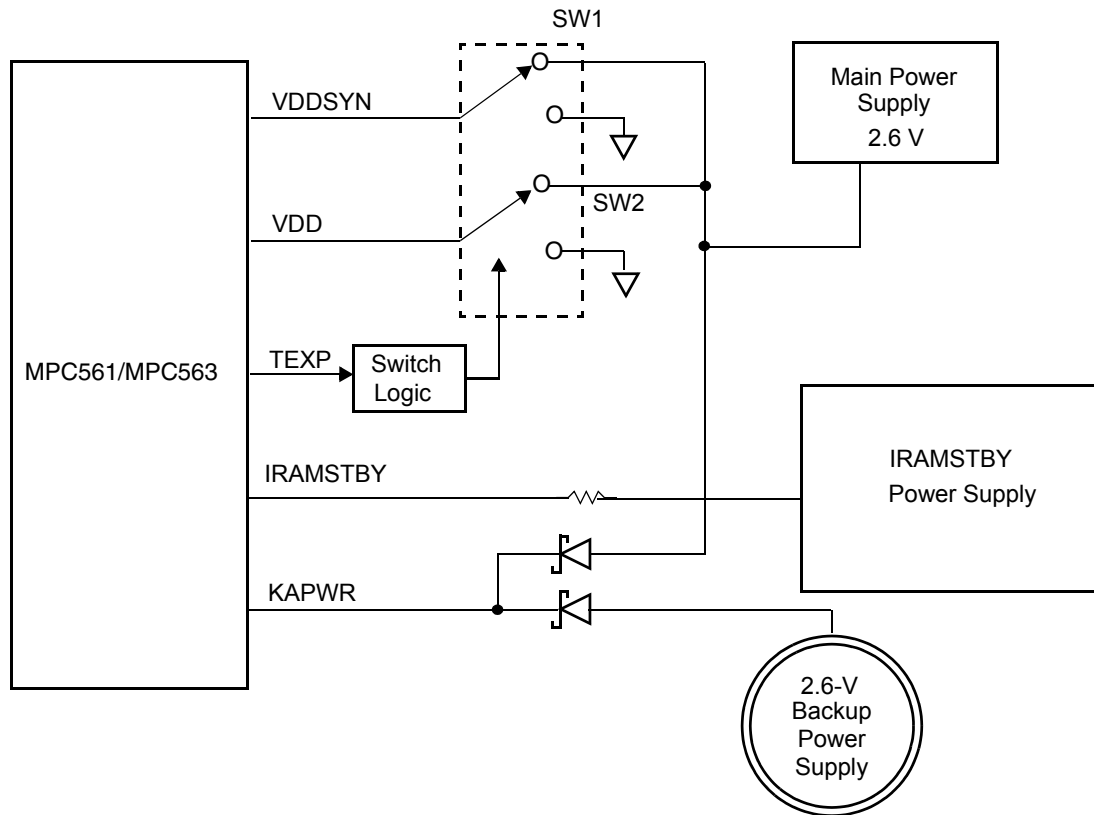 SW1
Main Power
Supply
2.6 V
VDDSYN
SW2
VDD
MPC561/MPC563
TEXP
Switch
Logic
IRAMSTBY
IRAMSTBY
Power Supply
KAPWR
2.6-V
Backup
Power
Supply